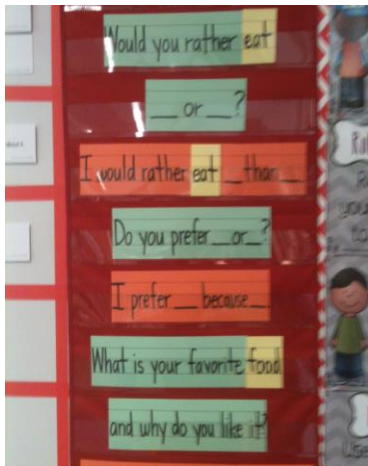 Would you rather eat
__ or __?
I would rather eat __ than __
Do you prefer __ or __?
I prefer __ because __.
What is your favorite food
and why do you like it?